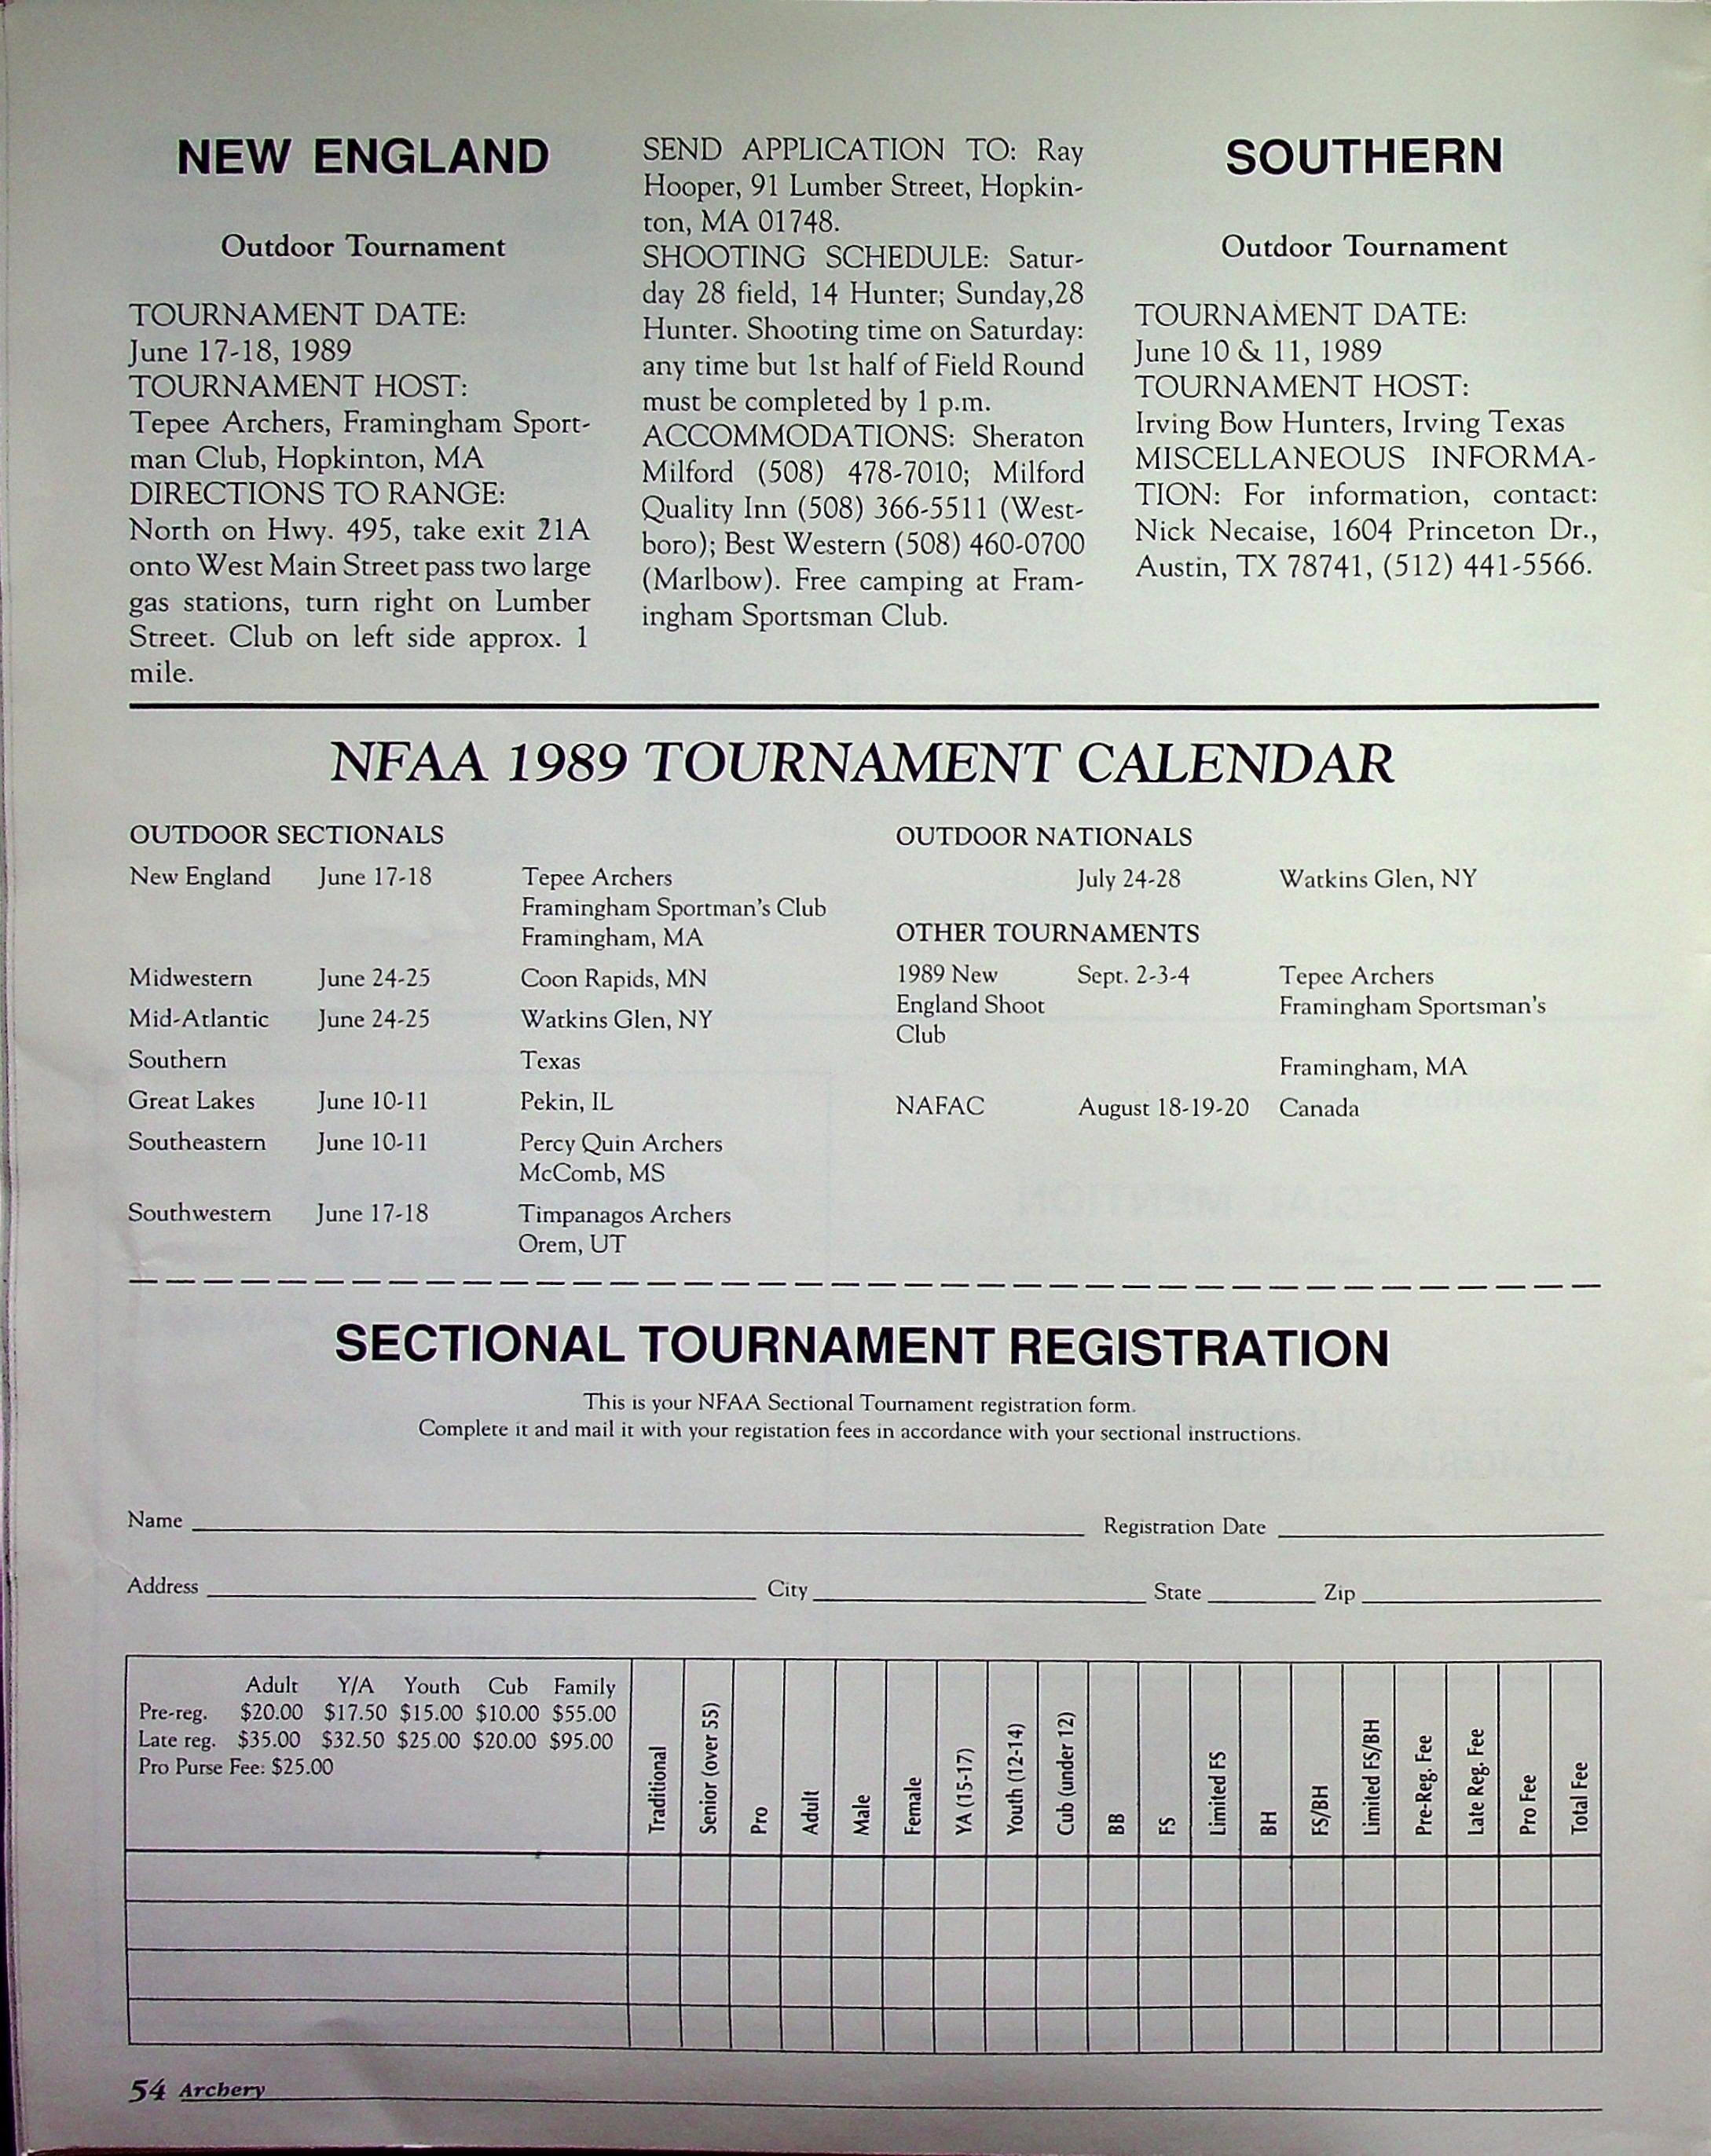 NEW ENGLAND
Outdoor Tournament
TOURNAMENT DATE:
June 17-18, 1989
TOURNAMENT HOST:
Tepee Archers, Framingham Sport-
man Club, Hopkinton, MA
DIRECTIONS TO RANGE:
North on Hwy. 495, take exit 21A
onto West Main Street pass two large
gas stations, turn right on Lumber
Street. Club on left side approx. 1
mile.
SEND APPLICATION TO: Ray
Hooper, 91 Lumber Street, Hopkin-
ton, MA 01748.
SHOOTING SCHEDULE: Satur-
day 28 field, 14 Hunter; Sunday,28
Hunter. Shooting time on Saturday:
any time but 1st half of Field Round
must be completed by 1 p.m.
ACCOMMODATIONS: Sheraton
Milford (508) 478-7010; Milford
Quality Inn (508) 366-5511 (West-
boro); Best Western (508) 460-0700
(Marlbow). Free camping at Fram-
ingham Sportsman Club.
SOUTHERN
Outdoor Tournament
TOURNAMENT DATE:
June 10 & 11, 1989
TOURNAMENT HOST:
Irving Bow Hunters, Irving Texas
MISCELLANEOUS INFORMA-
TION: For information, contact:
Nick Necaise, 1604 Princeton Dr.,
Austin, TX 78741, (512) 441-5566.
NFAA 1989 TOURNAMENT CALENDAR
OUTDOOR SECTIONALS
New England June 17-18 Tepee Archers
Framingham Sportman's Club
Framingham, MA
Midwestern June 24-25 Coon Rapids, MN
Mid-Atlantic June 24-25 Watkins Glen, NY
Southern Texas
Great Lakes June 10-11 Pekin, IL
Southeastern June 10-11 Percy Quin Archers
McComb, MS
Southwestern June 17-18 Timpanagos Archers
Orem, UT
OUTDOOR NATIONALS
July 24-28 Watkins Glen, NY
OTHER TOURNAMENTS
1989 New Sept. 2-3-4 Tepee Archers
England Shoot Framingham Sportsman's
Club
Framingham, MA
NAFAC August 18-19-20 Canada
SECTIONAL TOURNAMENT REGISTRATION
This is your NFAA Sectional Tournament registration form.
Complete it and mail it with your registation fees in accordance with your sectional instructions.
Name Registration Date
Address City State Zip
Adult Y/A Youth Cub Family
Pre-reg. $20.00 $17.50 $15.00 $10.00 $55.00
Late reg. $35.00 $32.50 $25.00 $20.00 $95.00
Pro Purse Fee: $25.00
Traditional
Senior (over 55)
Pro
Adult
Male
Female
YA (15-17)
Youth (12-14)
Cub (under 12)
BB
FS
Limited FS
BH
FS/BH
Limited FS/BH
Pre-Reg. Fee
Late Reg. Fee
Pro Fee
Total Fee
54 Archery